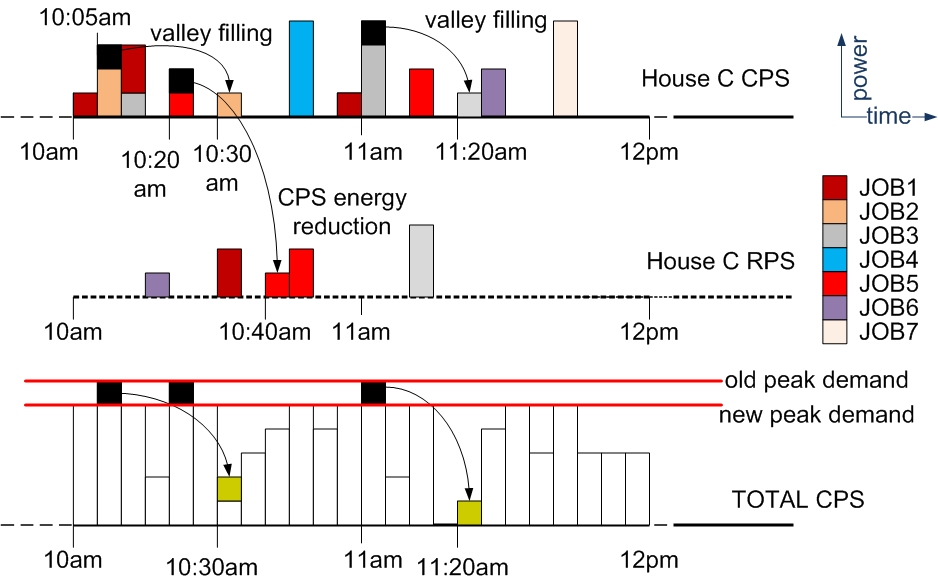 10:05am
valley filling
valley filling
House C CPS
power
time
10am
10:20
am
10:30
am
11am
11:20am
12pm
CPS energy
reduction
House C RPS
JOB1
JOB2
JOB3
JOB4
JOB5
JOB6
JOB7
10am
10:40am
11am
12pm
old peak demand
new peak demand
TOTAL CPS
10am
10:30am
11am
11:20am
12pm